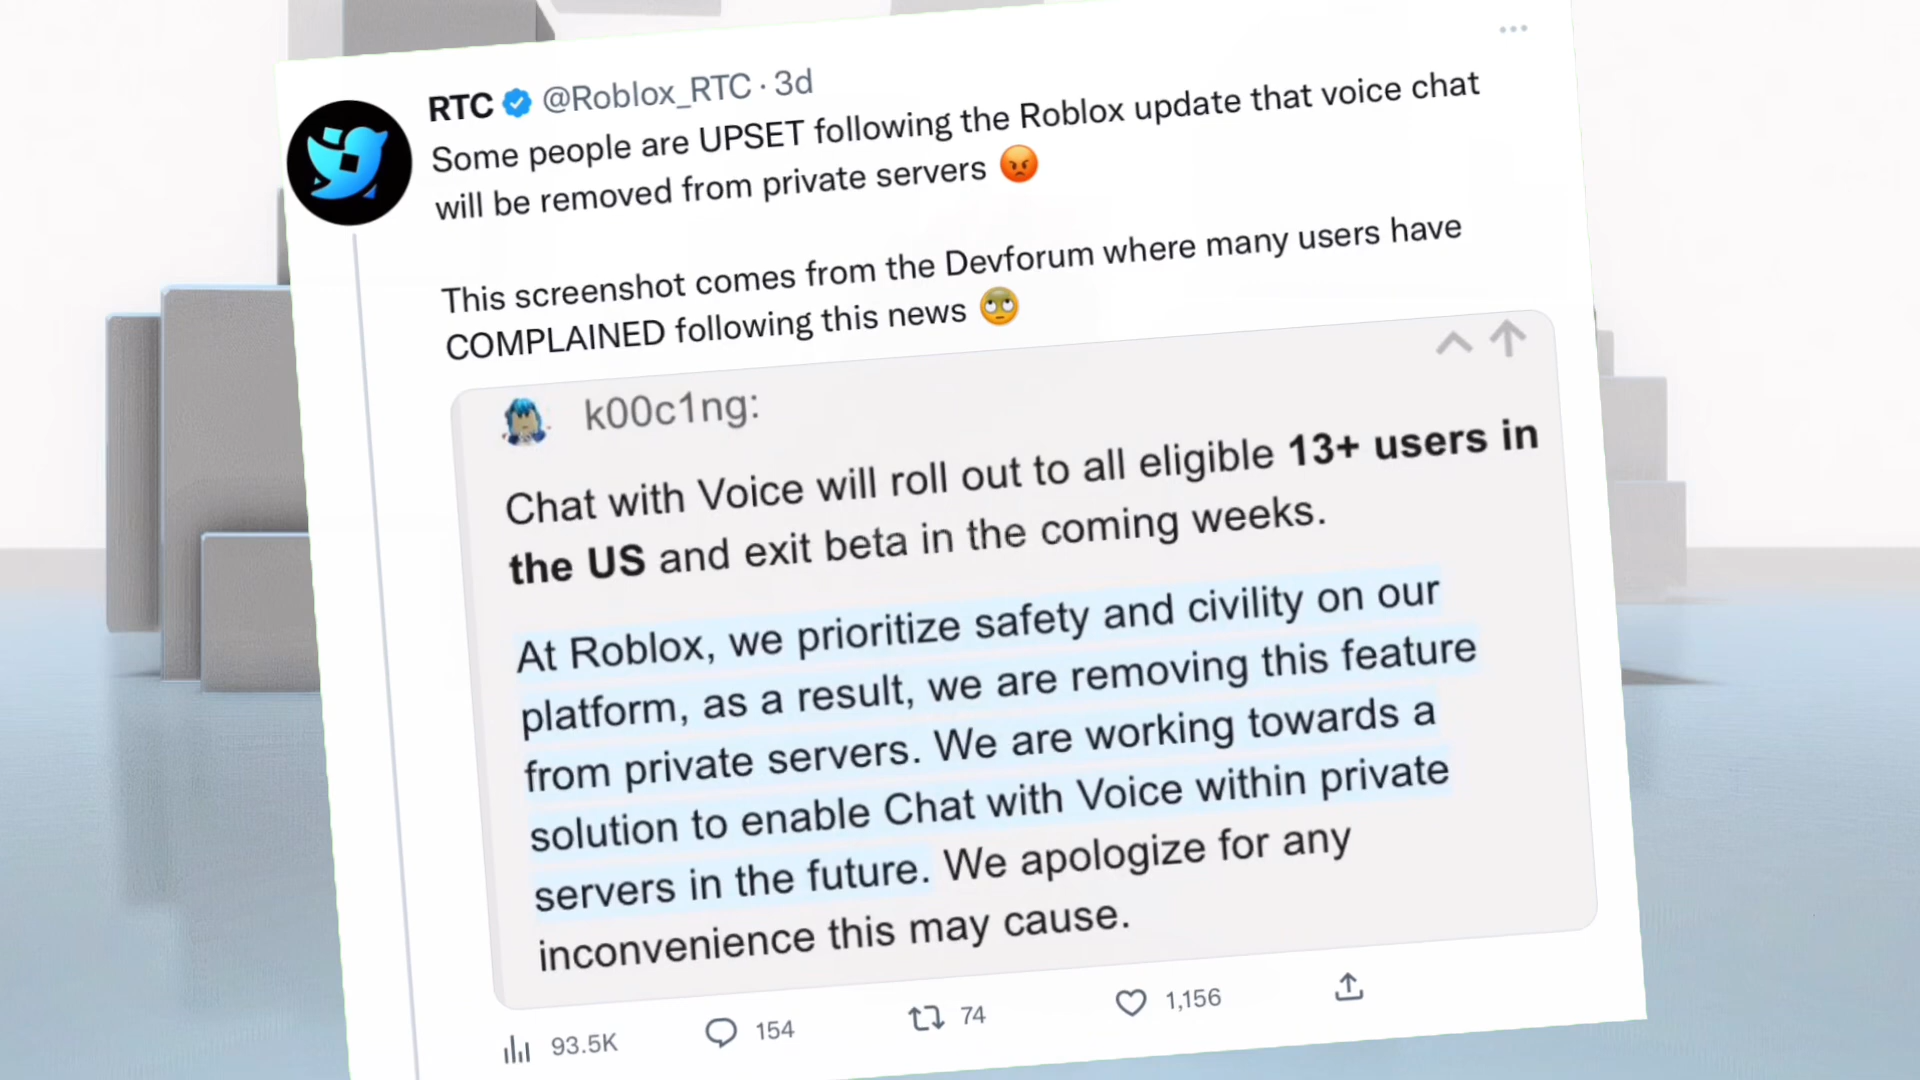 RTC @Roblox_RTC · 3d
Some people are UPSET following the Roblox update that voice chat
will be removed from private servers 😡
This screenshot comes from the Devforum where many users have
COMPLAINED following this news 🙄
k00c1ng:
Chat with Voice will roll out to all eligible 13+ users in
the US and exit beta in the coming weeks.
At Roblox, we prioritize safety and civility on our
platform, as a result, we are removing this feature
from private servers. We are working towards a
solution to enable Chat with Voice within private
servers in the future. We apologize for any
inconvenience this may cause.
93.5K 154 74 1,156